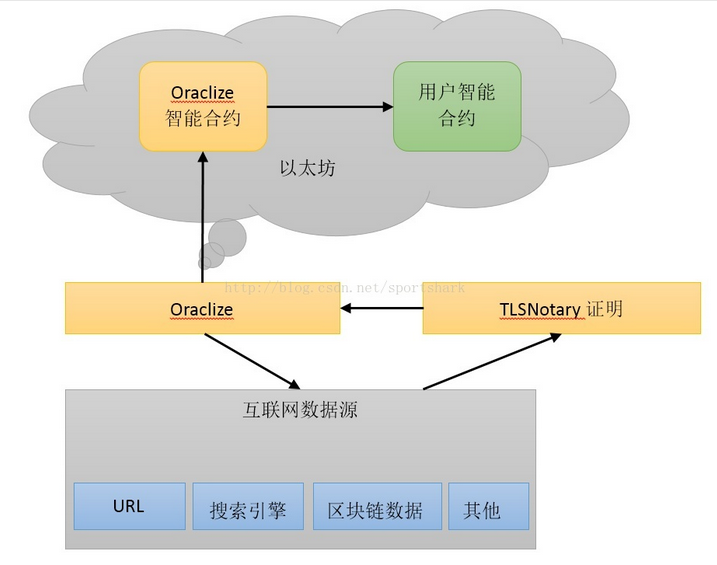 Oraclize
智能合约
用户智能
合约
以太坊
http://blog.csdn.net/sportshark
Oraclize
TLSNotary 证明
互联网数据源
URL
搜索引擎
区块链数据
其他